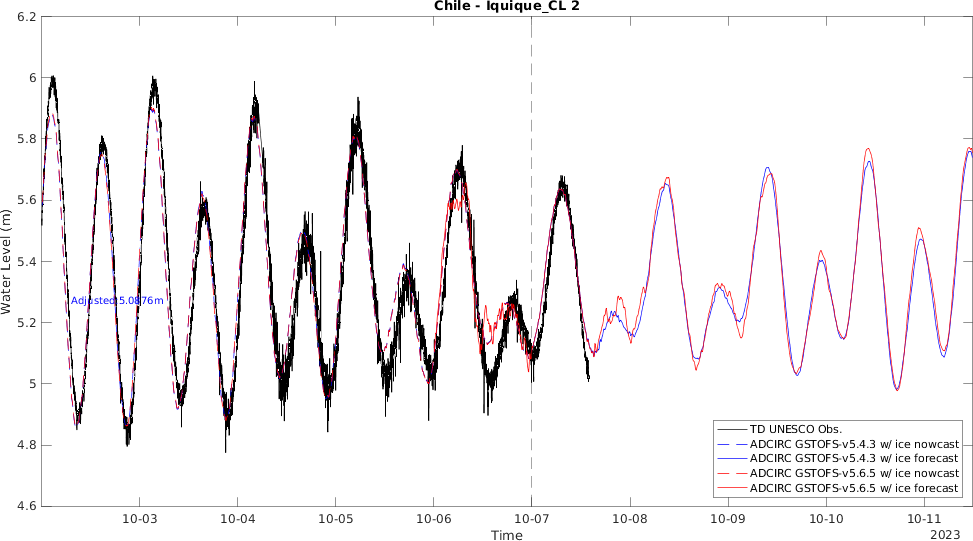 Chile - Iquique_CL 2
6.2
6
5.8
5.6
5.4
5.2
5
4.8
4.6
Water Level (m)
Adjusted 5.0876m
TD UNESCO Obs.
ADCIRC GSTOFS-v5.4.3 w/ ice nowcast
ADCIRC GSTOFS-v5.4.3 w/ ice forecast
ADCIRC GSTOFS-v5.6.5 w/ ice nowcast
ADCIRC GSTOFS-v5.6.5 w/ ice forecast
10-03 10-04 10-05 10-06 10-07 10-08 10-09 10-10 10-11
Time
2023